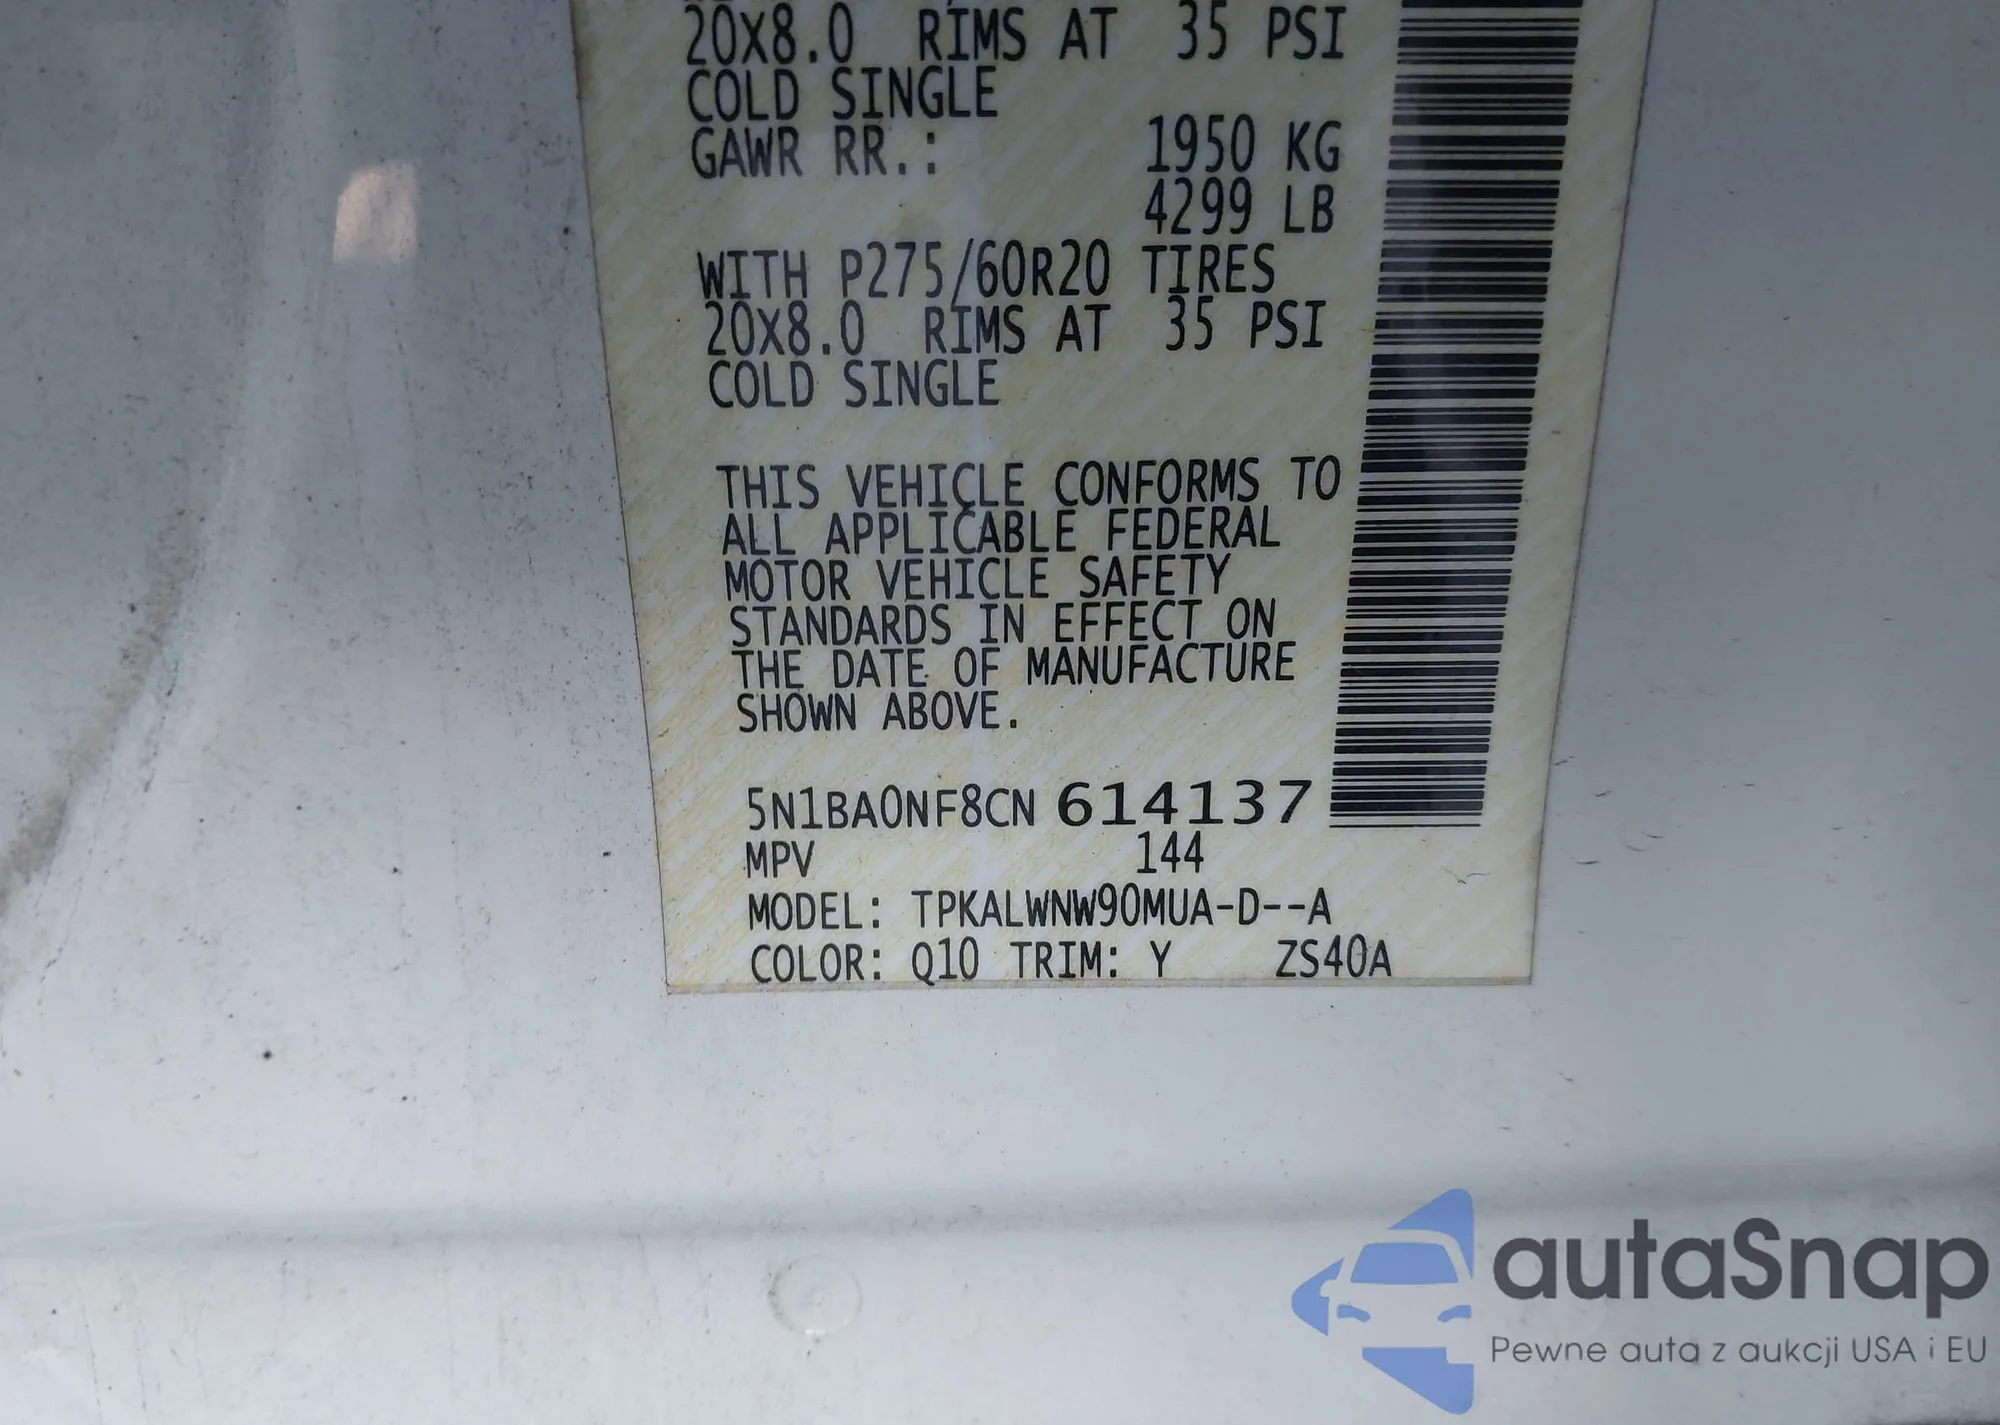 20X8.0 RIMS AT 35 PSI
COLD SINGLE
GAWR RR.: 1950 KG
4299 LB
WITH P275/60R20 TIRES
20X8.0 RIMS AT 35 PSI
COLD SINGLE
THIS VEHICLE CONFORMS TO
ALL APPLICABLE FEDERAL
MOTOR VEHICLE SAFETY
STANDARDS IN EFFECT ON
THE DATE OF MANUFACTURE
SHOWN ABOVE.
5N1BA0NF8CN 614137
MPV 144
MODEL: TPKALWNW90MUA-D--A
COLOR: Q10 TRIM: Y ZS40A
autaSnap
Pewne auta z aukcji USA i EU